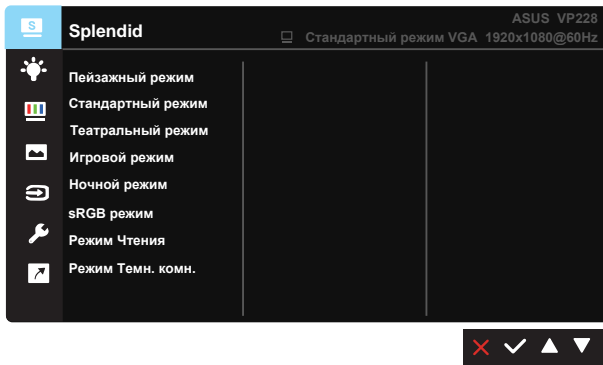 S
Splendid
ASUS VP228
Стандартный режим VGA 1920x1080@60Hz
Пейзажный режим
Стандартный режим
Театральный режим
Игровой режим
Ночной режим
sRGB режим
Режим Чтения
Режим Темн. комн.